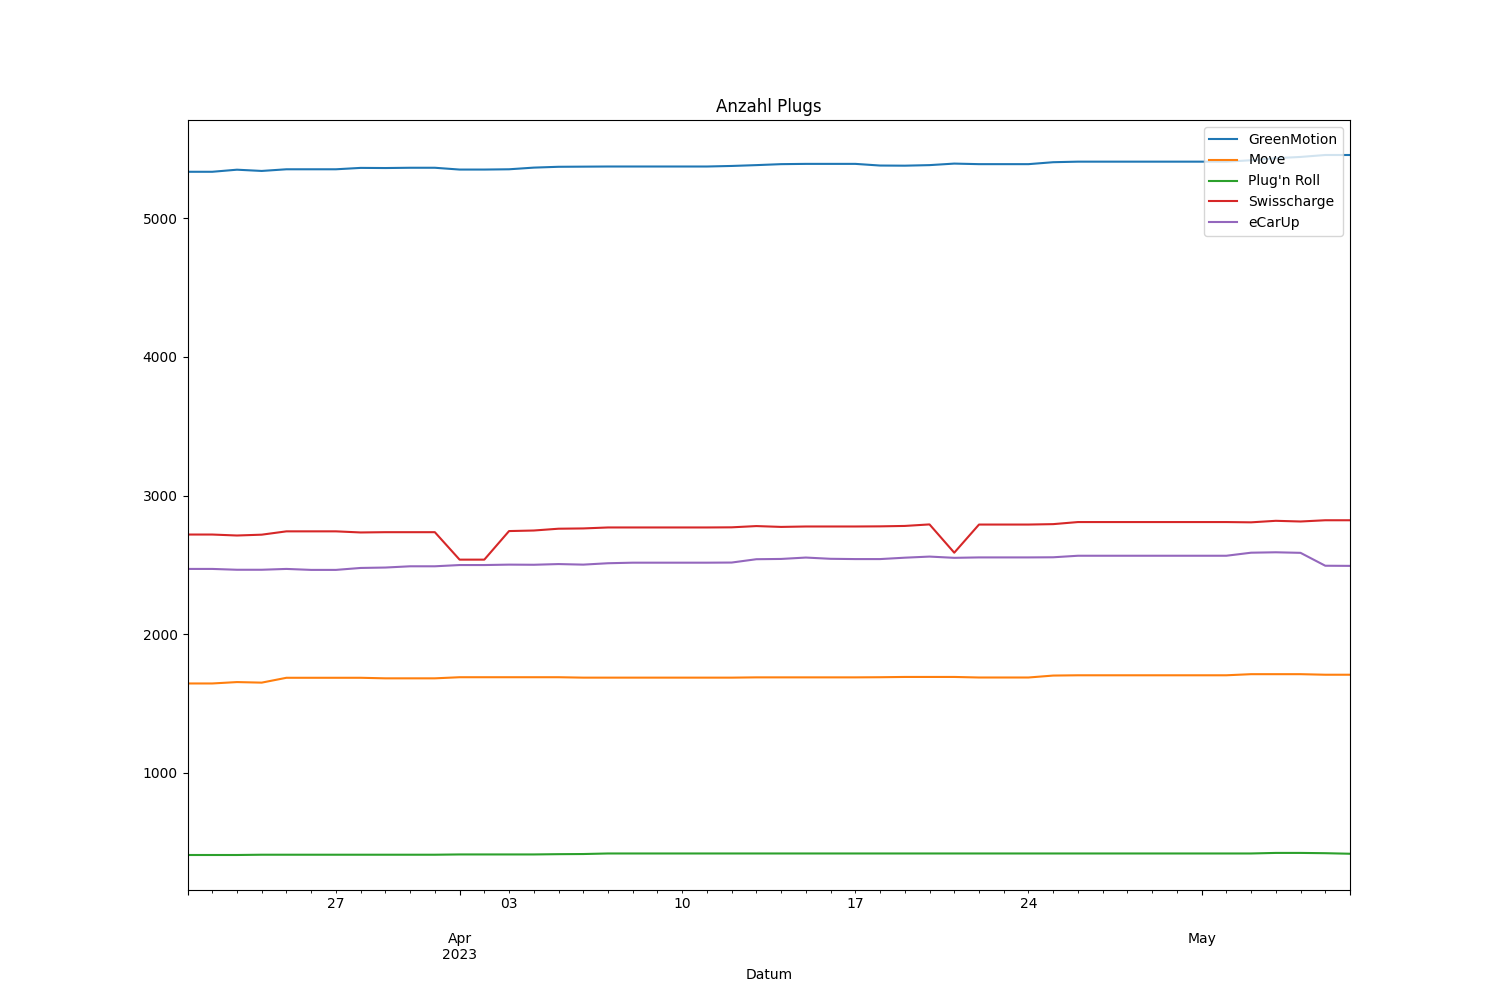 Anzahl Plugs
GreenMotion
Move
Plug'n Roll
Swisscharge
eCarUp
5000
4000
3000
2000
1000
27 03 10 17 24
Apr May
2023
Datum